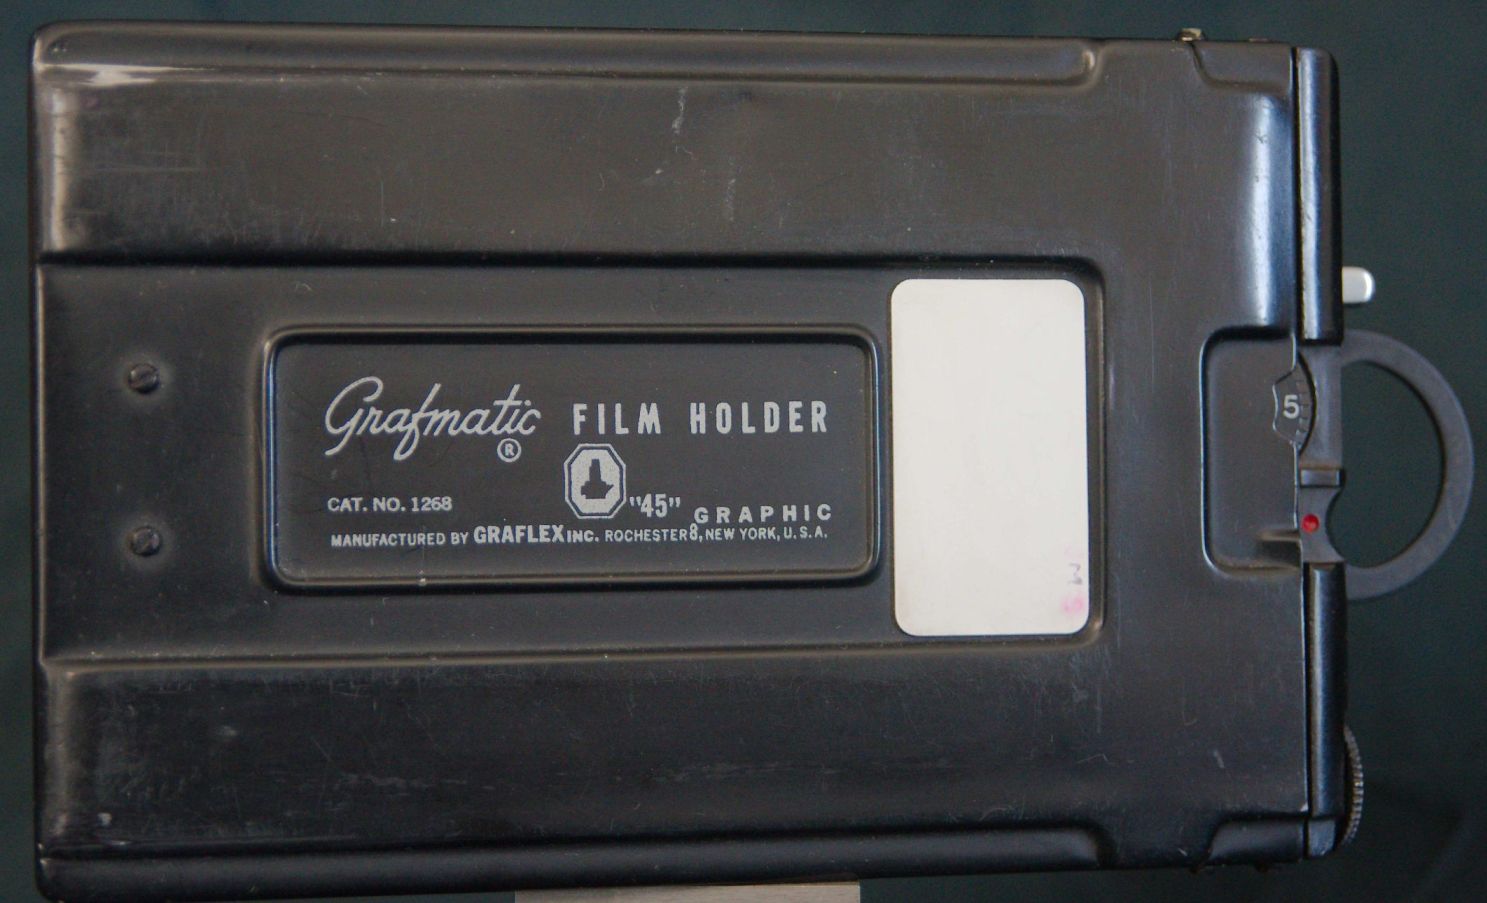 Grafmatic® FILM HOLDER
CAT. NO. 1268 "45" GRAPHIC
MANUFACTURED BY GRAFLEX INC. ROCHESTER 8, NEW YORK, U.S.A.
5